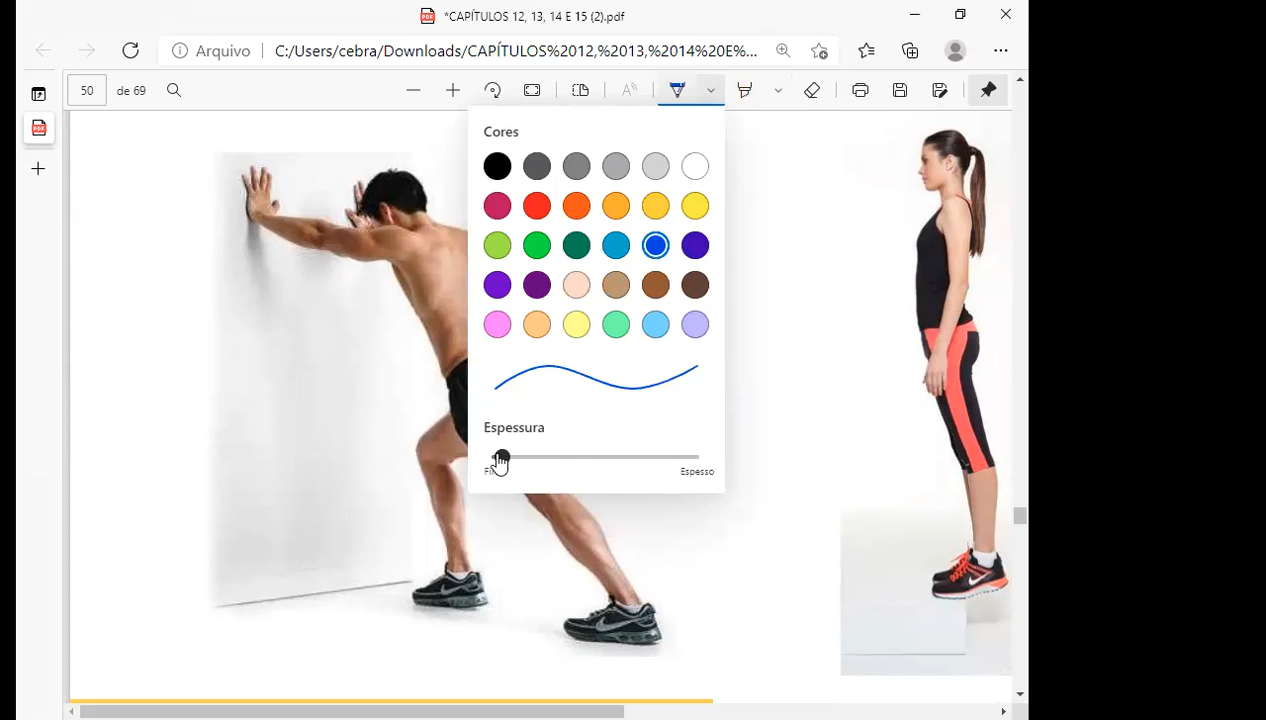 *CAPÍTULOS 12, 13, 14 E 15 (2).pdf
Arquivo
C:/Users/cebra/Downloads/CAPÍTULOS%2012,%2013,%2014%20E%...
50 de 69
Cores
Espessura
Espesso